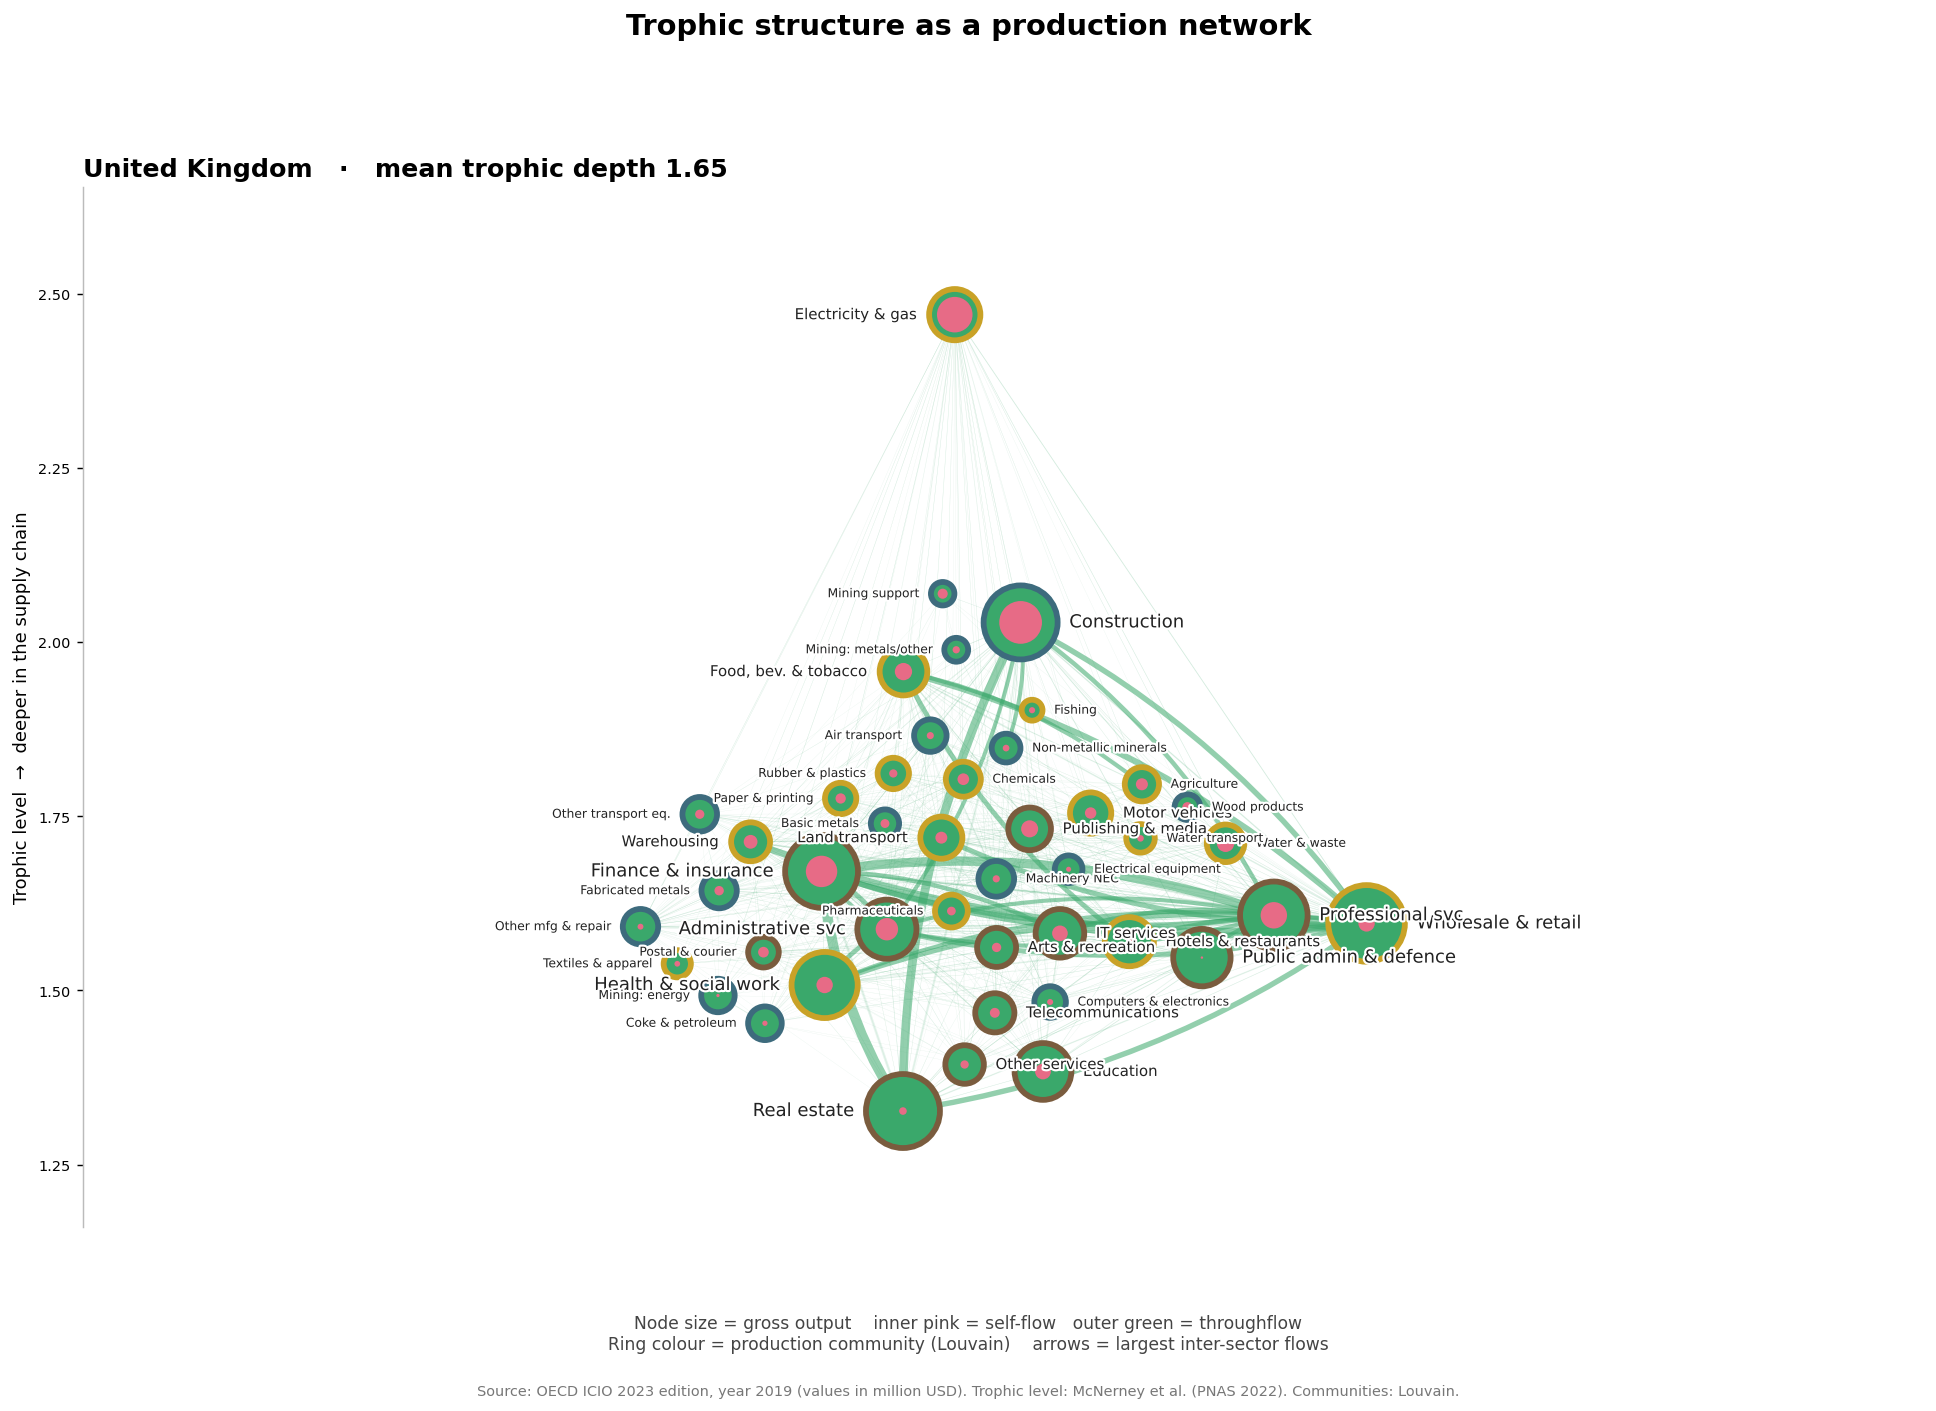 Trophic structure as a production network
United Kingdom · mean trophic depth 1.65
Trophic level → deeper in the supply chain
2.50
2.25
2.00
1.75
1.50
1.25
Electricity & gas
Mining support
Construction
Mining: metals/other
Food, bev. & tobacco
Fishing
Air transport
Non-metallic minerals
Rubber & plastics
Chemicals
Agriculture
Paper & printing
Wood products
Other transport eq.
Motor vehicles
Basic metals
Publishing & media
Land transport
Water transport
Warehousing
Water & waste
Finance & insurance
Electrical equipment
Machinery NEC
Fabricated metals
Pharmaceuticals
Professional svc
Wholesale & retail
Other mfg & repair
Administrative svc
IT services
Hotels & restaurants
Arts & recreation
Postal & courier
Public admin & defence
Textiles & apparel
Health & social work
Mining: energy
Computers & electronics
Telecommunications
Coke & petroleum
Other services
Education
Real estate
Node size = gross output    inner pink = self-flow   outer green = throughflow
Ring colour = production community (Louvain)    arrows = largest inter-sector flows
Source: OECD ICIO 2023 edition, year 2019 (values in million USD). Trophic level: McNerney et al. (PNAS 2022). Communities: Louvain.